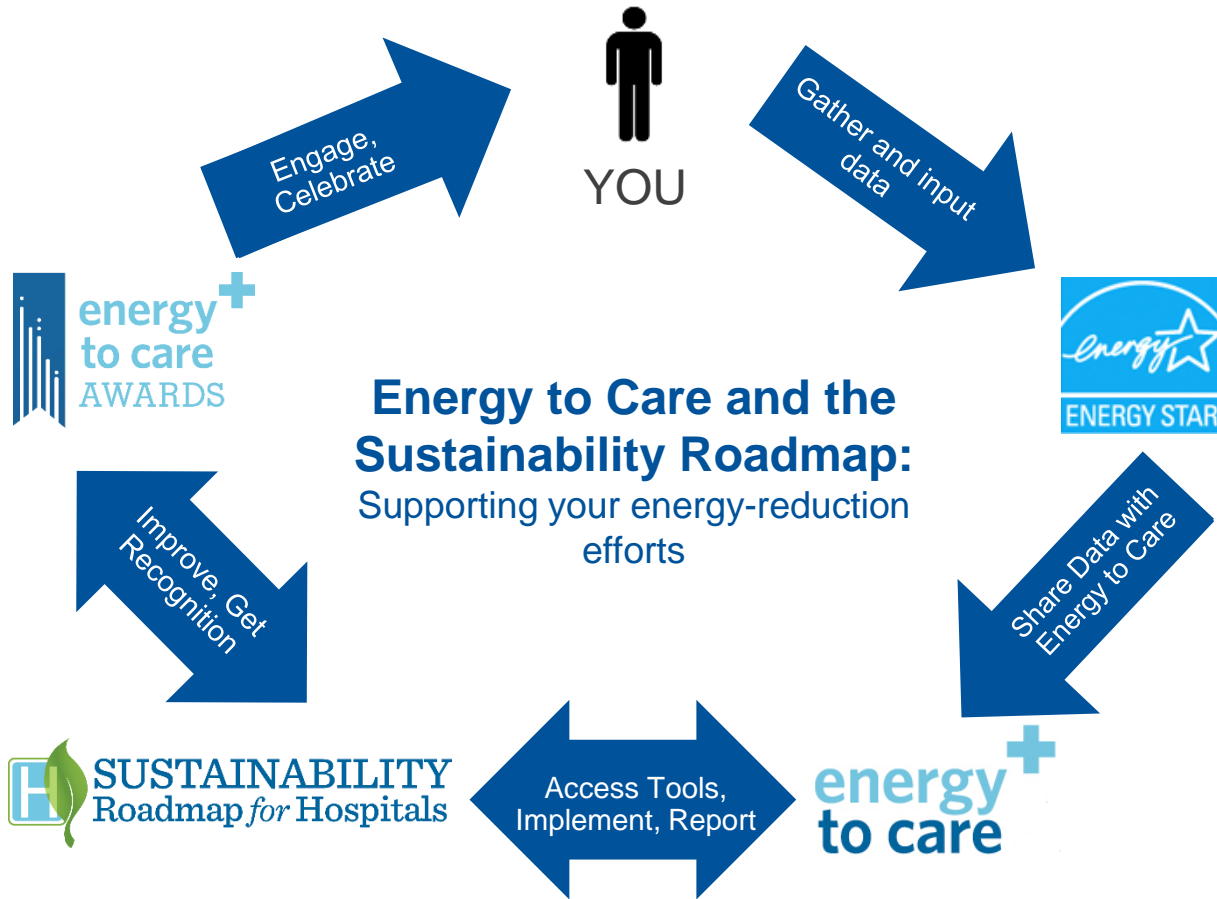 YOU
Gather and input
data
energy
ENERGY STAR
Share Data with
Energy to Care
energy
to care
Access Tools,
Implement, Report
H
SUSTAINABILITY
Roadmap for Hospitals
Improve, Get
Recognition
energy
to care
AWARDS
Engage,
Celebrate
Energy to Care and the
Sustainability Roadmap:
Supporting your energy-reduction
efforts